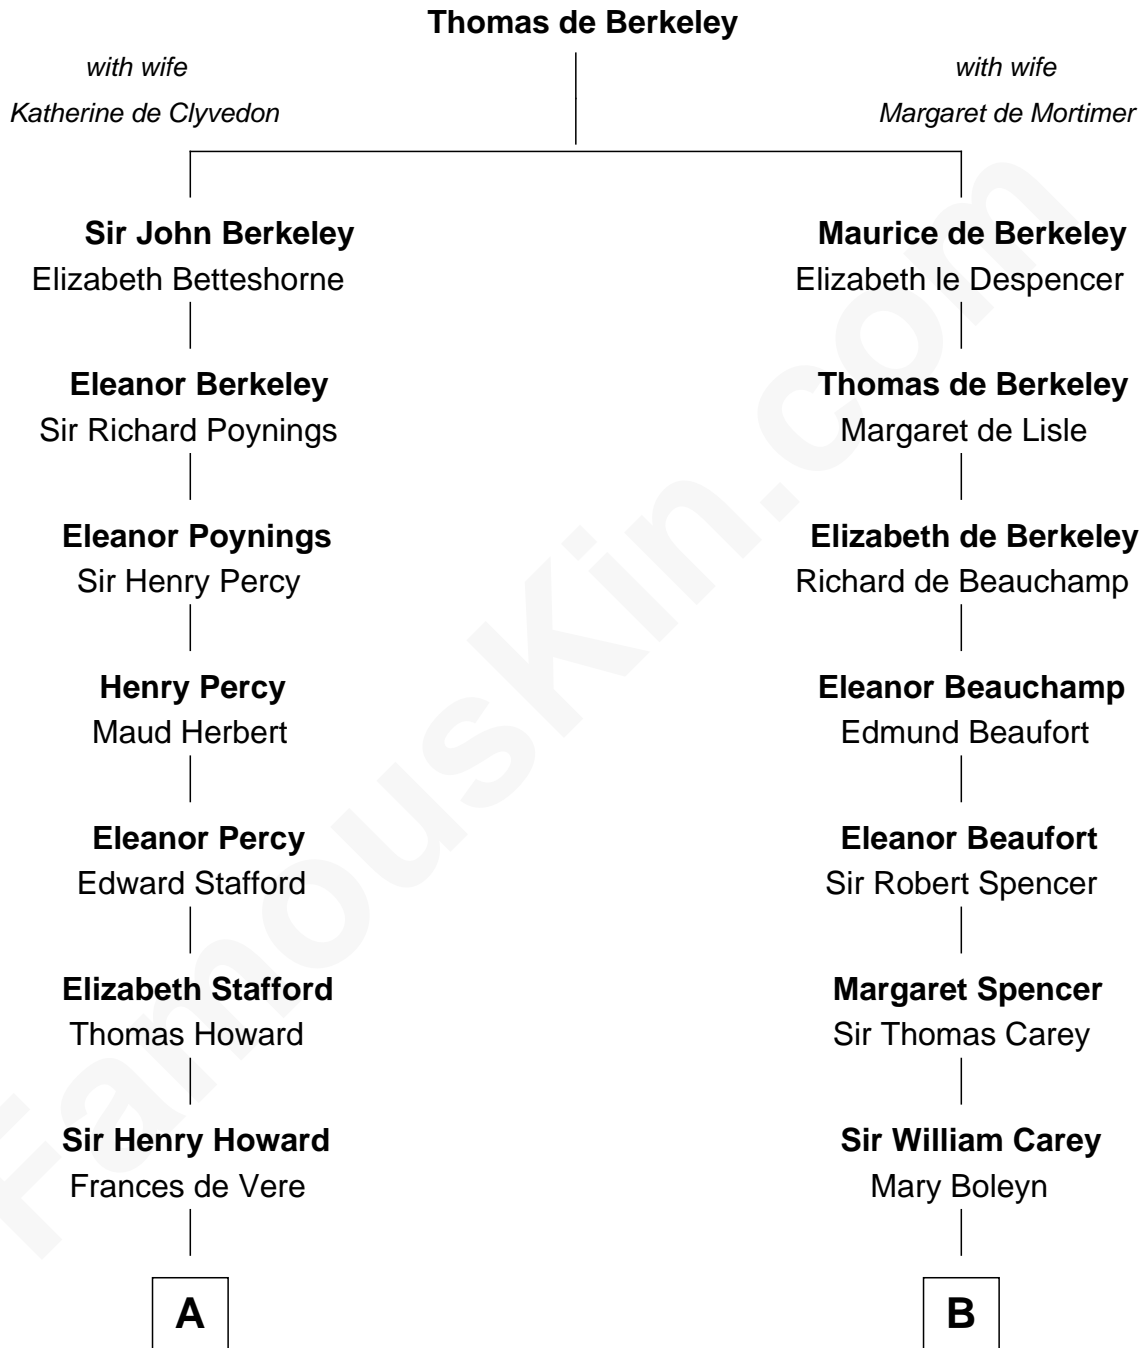 Thomas de Berkeley
with wife
Katherine de Clyvedon
with wife
Margaret de Mortimer
Sir John Berkeley
Elizabeth Betteshorne
Maurice de Berkeley
Elizabeth le Despencer
Eleanor Berkeley
Sir Richard Poynings
Thomas de Berkeley
Margaret de Lisle
Eleanor Poynings
Sir Henry Percy
Elizabeth de Berkeley
Richard de Beauchamp
Henry Percy
Maud Herbert
Eleanor Beauchamp
Edmund Beaufort
Eleanor Percy
Edward Stafford
Eleanor Beaufort
Sir Robert Spencer
Elizabeth Stafford
Thomas Howard
Margaret Spencer
Sir Thomas Carey
Sir Henry Howard
Frances de Vere
Sir William Carey
Mary Boleyn
A
B
FamousKin.com